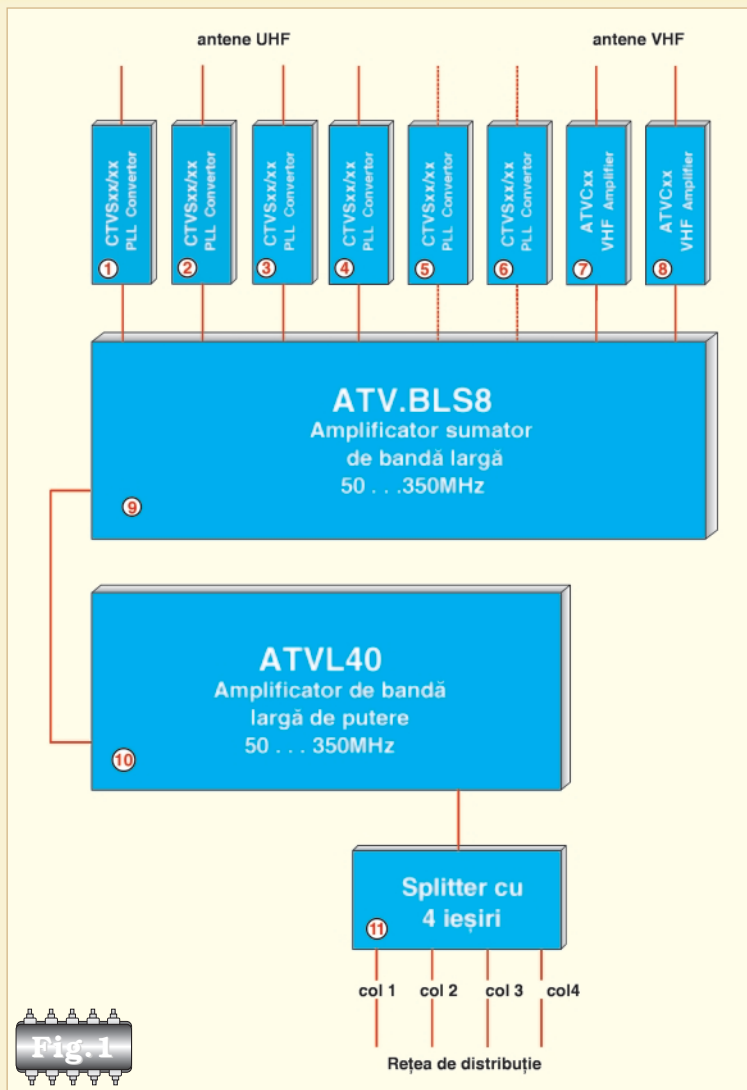 antene UHF
antene VHF
CTVSxx/xx
PLL Convertor
1
CTVSxx/xx
PLL Convertor
2
CTVSxx/xx
PLL Convertor
3
CTVSxx/xx
PLL Convertor
4
CTVSxx/xx
PLL Convertor
5
CTVSxx/xx
PLL Convertor
6
ATVCxx
VHF Amplifier
7
ATVCxx
VHF Amplifier
8
ATV.BLS8
Amplificator sumator
de bandă largă
50 . . .350MHz
9
ATVL40
Amplificator de bandă
largă de putere
50 . . . 350MHz
10
Splitter cu
4 ieșiri
11
col 1
col 2
col 3
col4
Rețea de distribuție
Fig.1